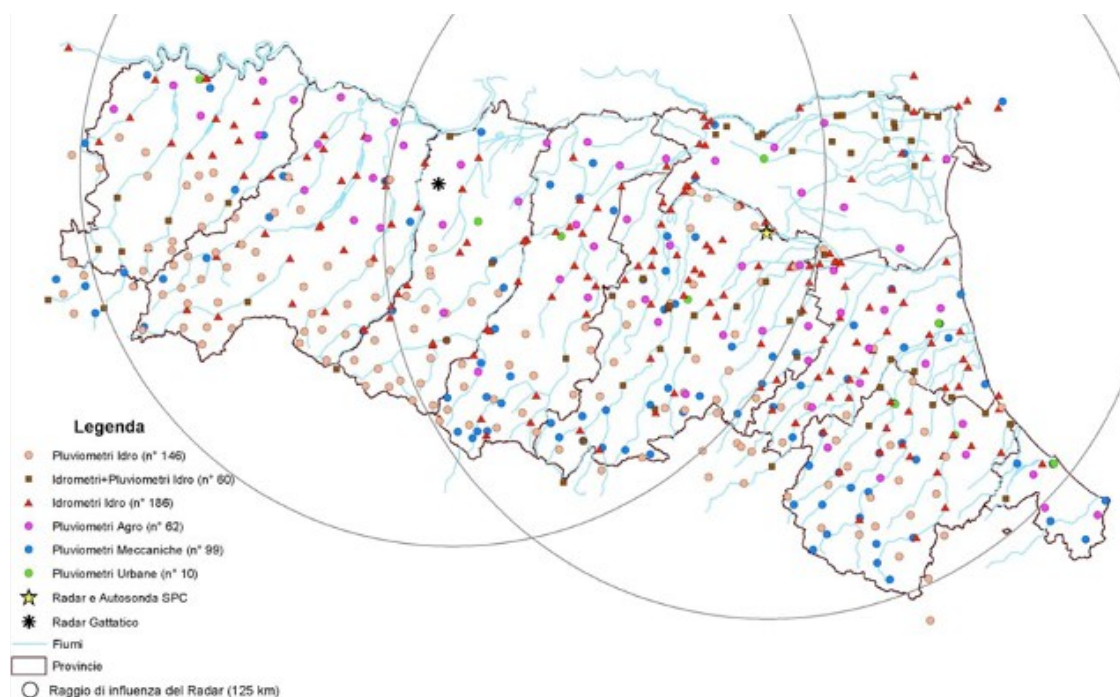 Legenda
Pluviometri Idro (n° 146)
Idrometri+Pluviometri Idro (n° 60)
Idrometri Idro (n° 186)
Pluviometri Agro (n° 62)
Pluviometri Meccaniche (n° 99)
Pluviometri Urbane (n° 10)
Radar e Autosonda SPC
Radar Gattatico
Fiumi
Provincie
Raggio di influenza del Radar (125 km)